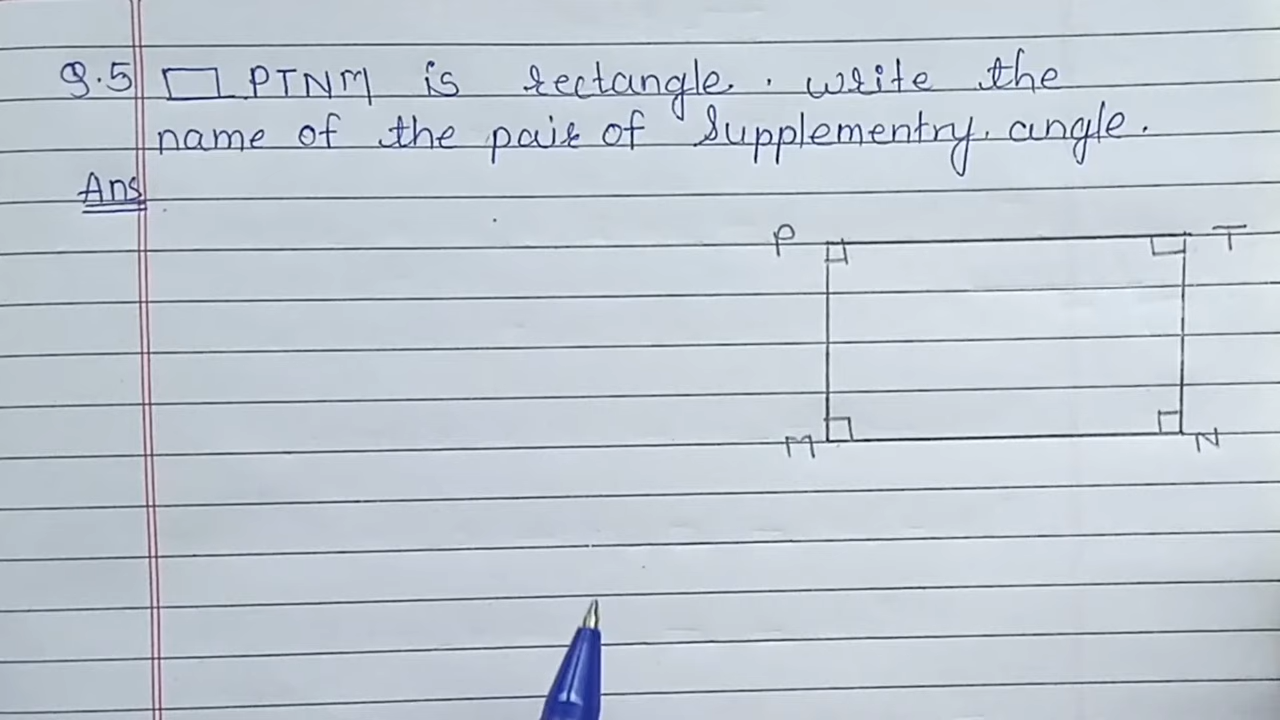 Q.5 PTNM is rectangle. write the
name of the pair of Supplementry. angle.
Ans
P T
M N